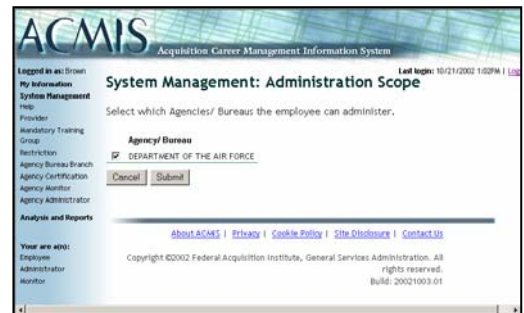 ACMIS Acquisition Career Management Information System
Logged in as: Brown
Last login: 10/21/2002 1:02PM | Log
My Information
System Management
Help
Provider
Mandatory Training
Group
Restriction
Agency Bureau Branch
Agency Certification
Agency Monitor
Agency Administrator
Analysis and Reports
Your are a(n):
Employee
Administrator
Monitor
System Management: Administration Scope
Select which Agencies/ Bureaus the employee can administer.
Agency/ Bureau
DEPARTMENT OF THE AIR FORCE
Cancel Submit
About ACMIS | Privacy | Cookie Policy | Site Disclosure | Contact Us
Copyright ©2002 Federal Acquisition Institute, General Services Administration. All
rights reserved.
Build: 20021003.01